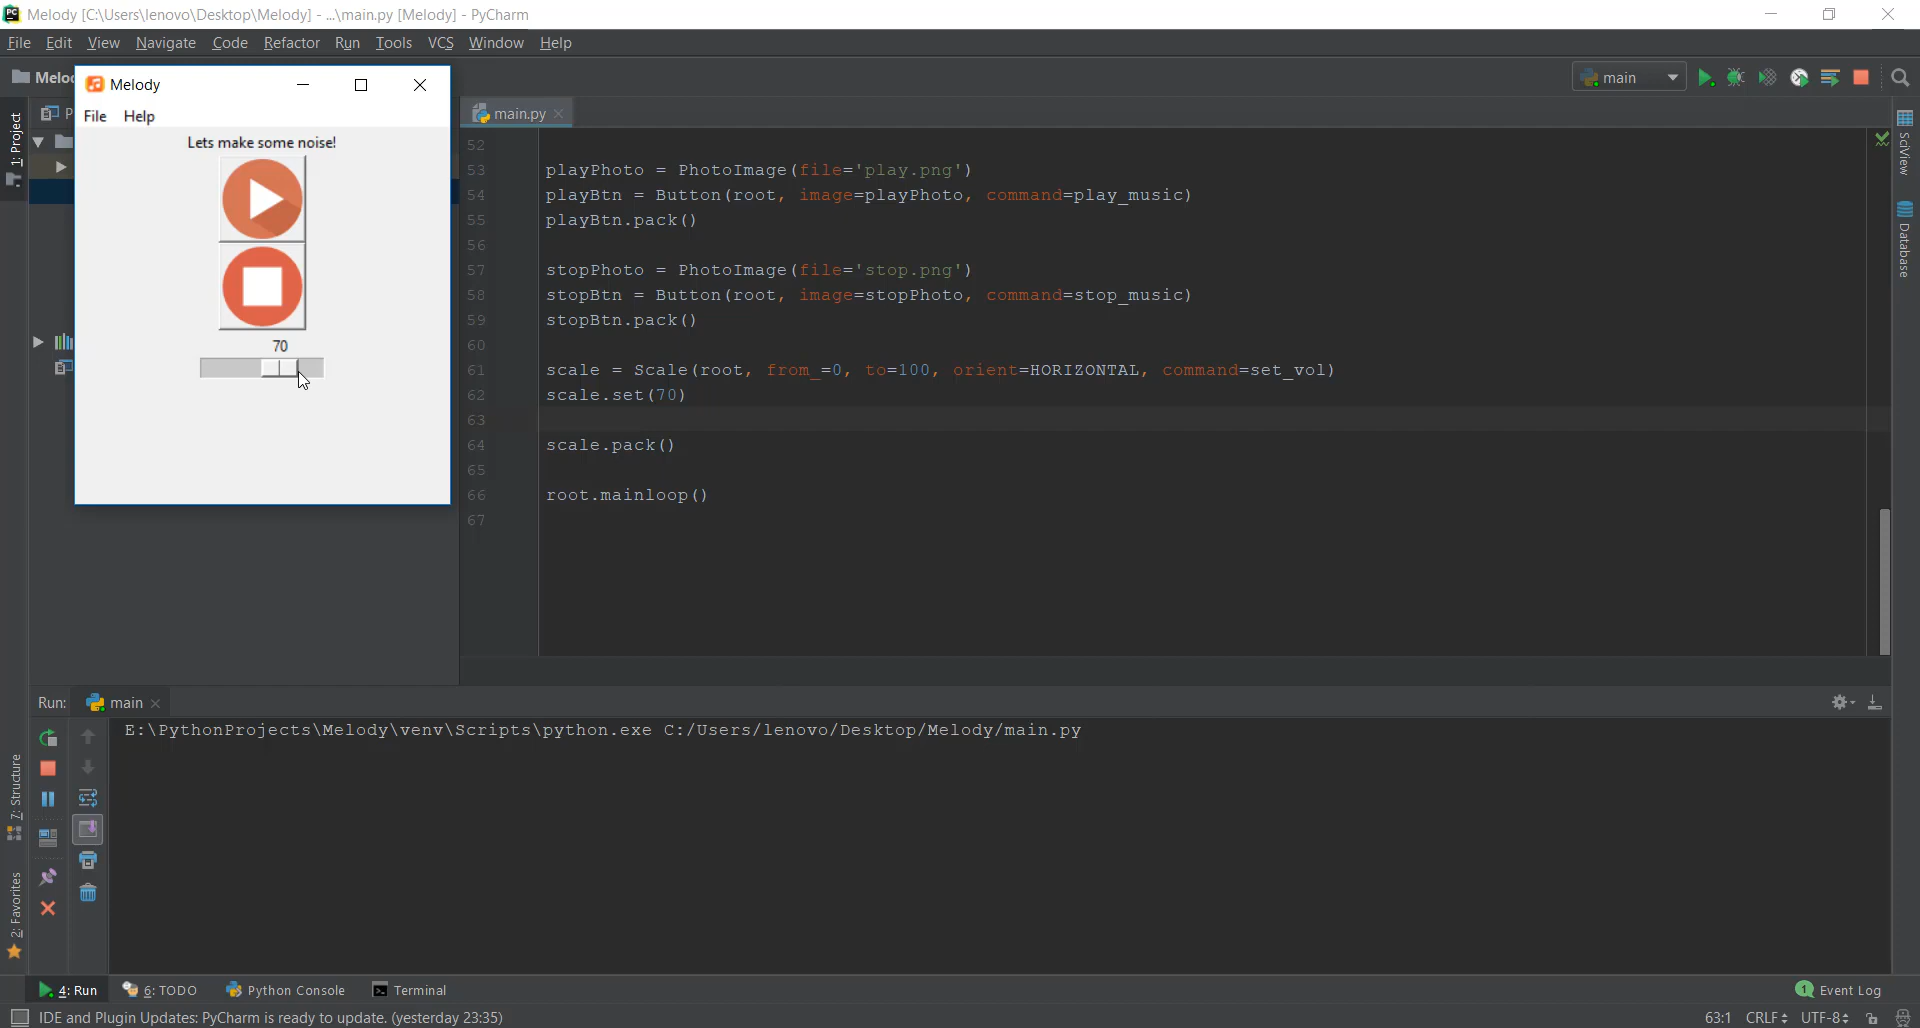 Melody [C:\Users\lenovo\Desktop\Melody] - ...\main.py [Melody] - PyCharm
File Edit View Navigate Code Refactor Run Tools VCS Window Help
Melo
main
Melody
File Help
Lets make some noise!
70
P
1: Project
main.py
SciView
Database
52
53 playPhoto = PhotoImage(file='play.png')
54 playBtn = Button(root, image=playPhoto, command=play_music)
55 playBtn.pack()
56
57 stopPhoto = PhotoImage(file='stop.png')
58 stopBtn = Button(root, image=stopPhoto, command=stop_music)
59 stopBtn.pack()
60
61 scale = Scale(root, from_=0, to=100, orient=HORIZONTAL, command=set_vol)
62 scale.set(70)
63
64 scale.pack()
65
66 root.mainloop()
67
Run: main
E:\PythonProjects\Melody\venv\Scripts\python.exe C:/Users/lenovo/Desktop/Melody/main.py
7: Structure
2: Favorites
4: Run 6: TODO Python Console Terminal 1 Event Log
IDE and Plugin Updates: PyCharm is ready to update. (yesterday 23:35) 63:1 CRLF UTF-8